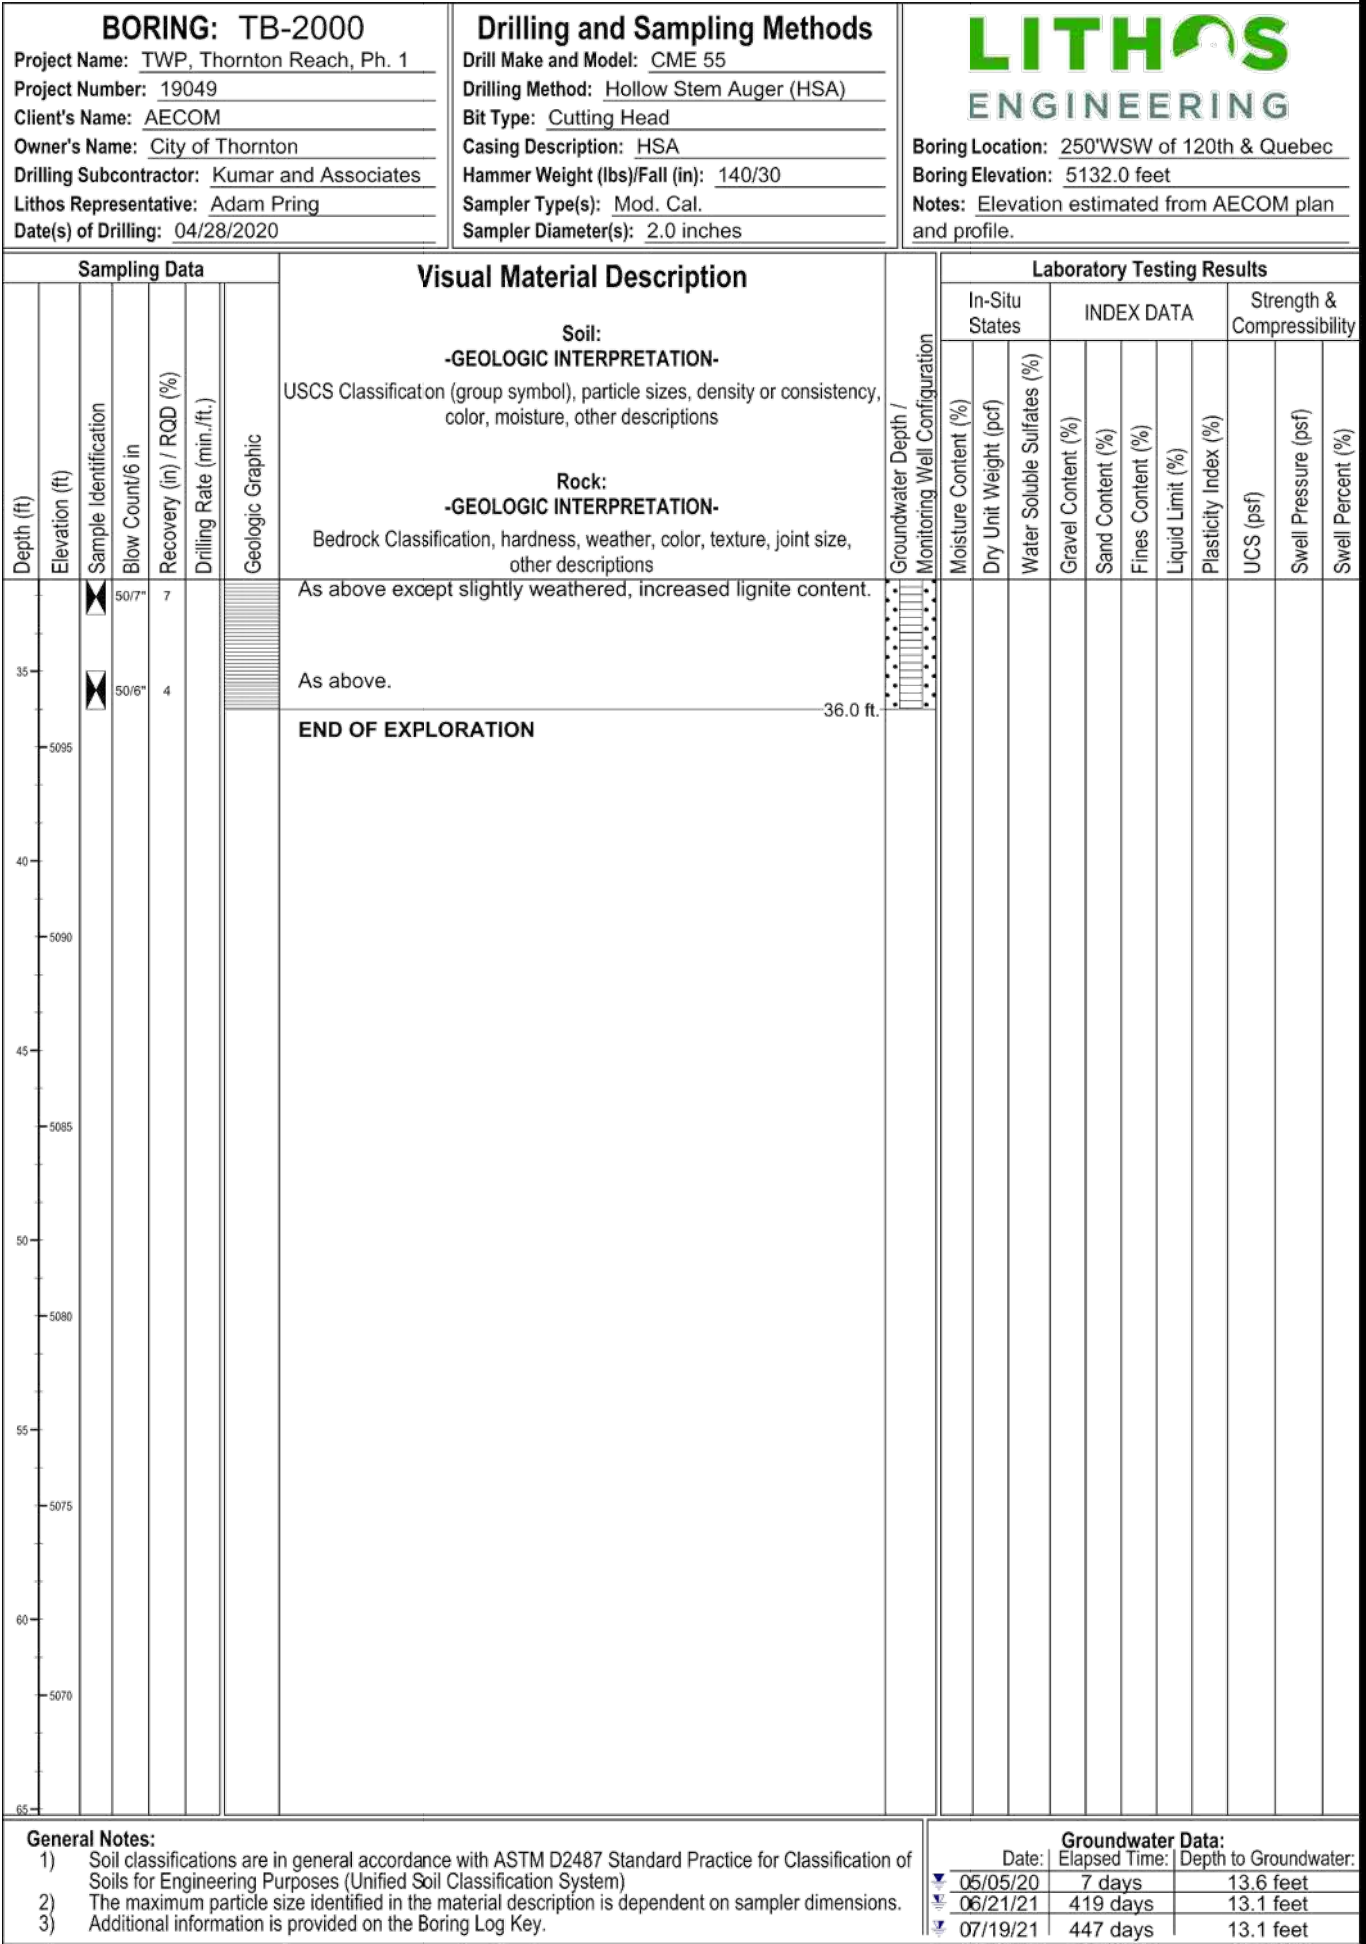 BORING: TB-2000
Project Name: TWP, Thornton Reach, Ph. 1
Project Number: 19049
Client's Name: AECOM
Owner's Name: City of Thornton
Drilling Subcontractor: Kumar and Associates
Lithos Representative: Adam Pring
Date(s) of Drilling: 04/28/2020
Drilling and Sampling Methods
Drill Make and Model: CME 55
Drilling Method: Hollow Stem Auger (HSA)
Bit Type: Cutting Head
Casing Description: HSA
Hammer Weight (lbs)/Fall (in): 140/30
Sampler Type(s): Mod. Cal.
Sampler Diameter(s): 2.0 inches
LITHOS
ENGINEERING
Boring Location: 250'WSW of 120th & Quebec
Boring Elevation: 5132.0 feet
Notes: Elevation estimated from AECOM plan
and profile.
Sampling Data
Depth (ft)
Elevation (ft)
Sample Identification
Blow Count/6 in
Recovery (in) / RQD (%)
Drilling Rate (min./ft.)
Geologic Graphic
Visual Material Description
Soil:
-GEOLOGIC INTERPRETATION-
USCS Classification (group symbol), particle sizes, density or consistency,
color, moisture, other descriptions
Rock:
-GEOLOGIC INTERPRETATION-
Bedrock Classification, hardness, weather, color, texture, joint size,
other descriptions
Groundwater Depth /
Monitoring Well Configuration
Laboratory Testing Results
In-Situ
States
INDEX DATA
Strength &
Compressibility
Moisture Content (%)
Dry Unit Weight (pcf)
Water Soluble Sulfates (%)
Gravel Content (%)
Sand Content (%)
Fines Content (%)
Liquid Limit (%)
Plasticity Index (%)
UCS (psf)
Swell Pressure (psf)
Swell Percent (%)
50/7" 7 As above except slightly weathered, increased lignite content.
35
50/6" 4 As above.
36.0 ft.
END OF EXPLORATION
5095
40
5090
45
5085
50
5080
55
5075
60
5070
65
General Notes:
1) Soil classifications are in general accordance with ASTM D2487 Standard Practice for Classification of
Soils for Engineering Purposes (Unified Soil Classification System)
2) The maximum particle size identified in the material description is dependent on sampler dimensions.
3) Additional information is provided on the Boring Log Key.
Groundwater Data:
Date: Elapsed Time: Depth to Groundwater:
05/05/20 7 days 13.6 feet
06/21/21 419 days 13.1 feet
07/19/21 447 days 13.1 feet